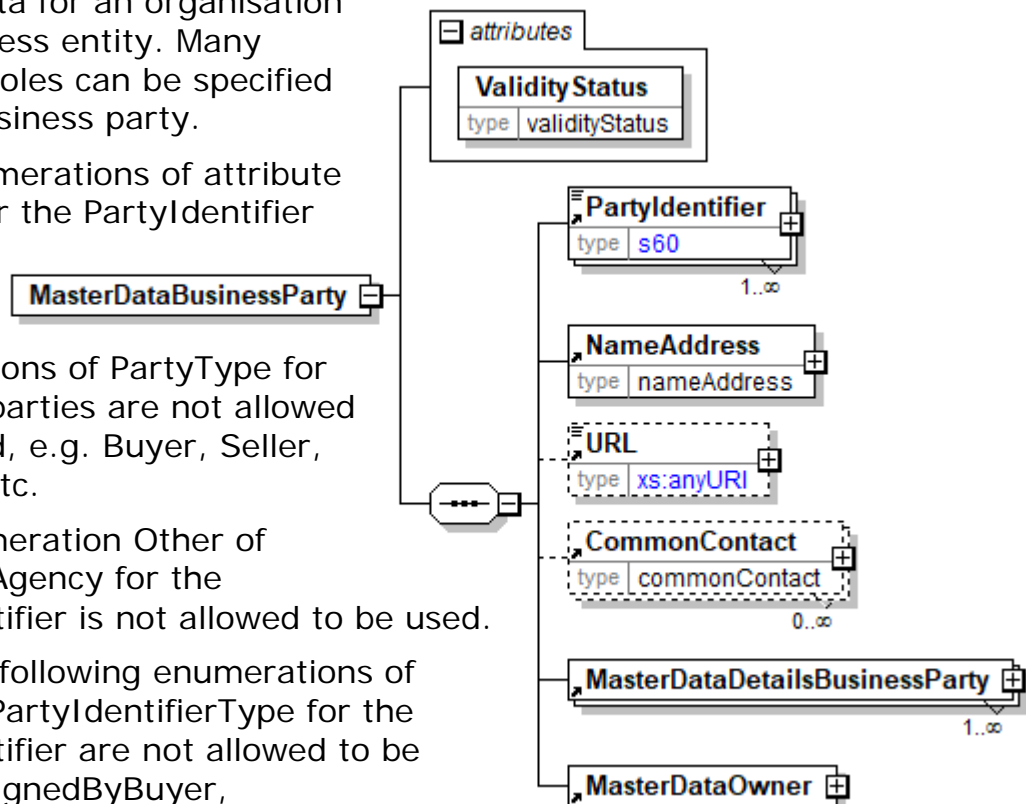 ta for an organisation
ess entity. Many
oles can be specified
siness party.
merations of attribute
r the PartyIdentifier
ons of PartyType for
parties are not allowed
d, e.g. Buyer, Seller,
tc.
neration Other of
Agency for the
tifier is not allowed to be used.
following enumerations of
PartyIdentifierType for the
tifier are not allowed to be
gnedByBuyer,
MasterDataBusinessParty
attributes
ValidityStatus
type validityStatus
PartyIdentifier
type s60
1..∞
NameAddress
type nameAddress
URL
type xs:anyURI
CommonContact
type commonContact
0..∞
MasterDataDetailsBusinessParty
1..∞
MasterDataOwner